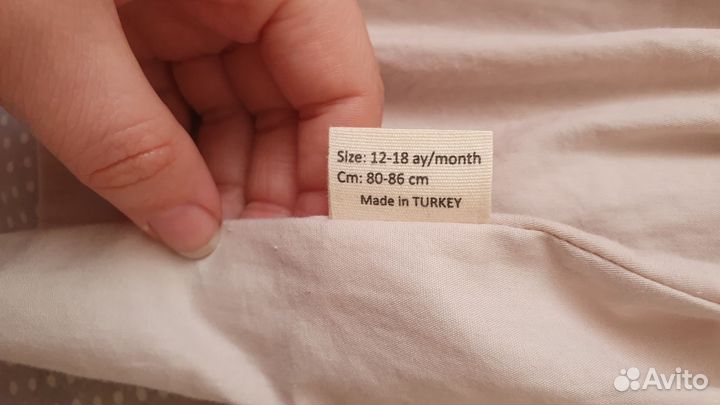 Size: 12-18 ay/month
Cm: 80-86 cm
Made in TURKEY
Avito